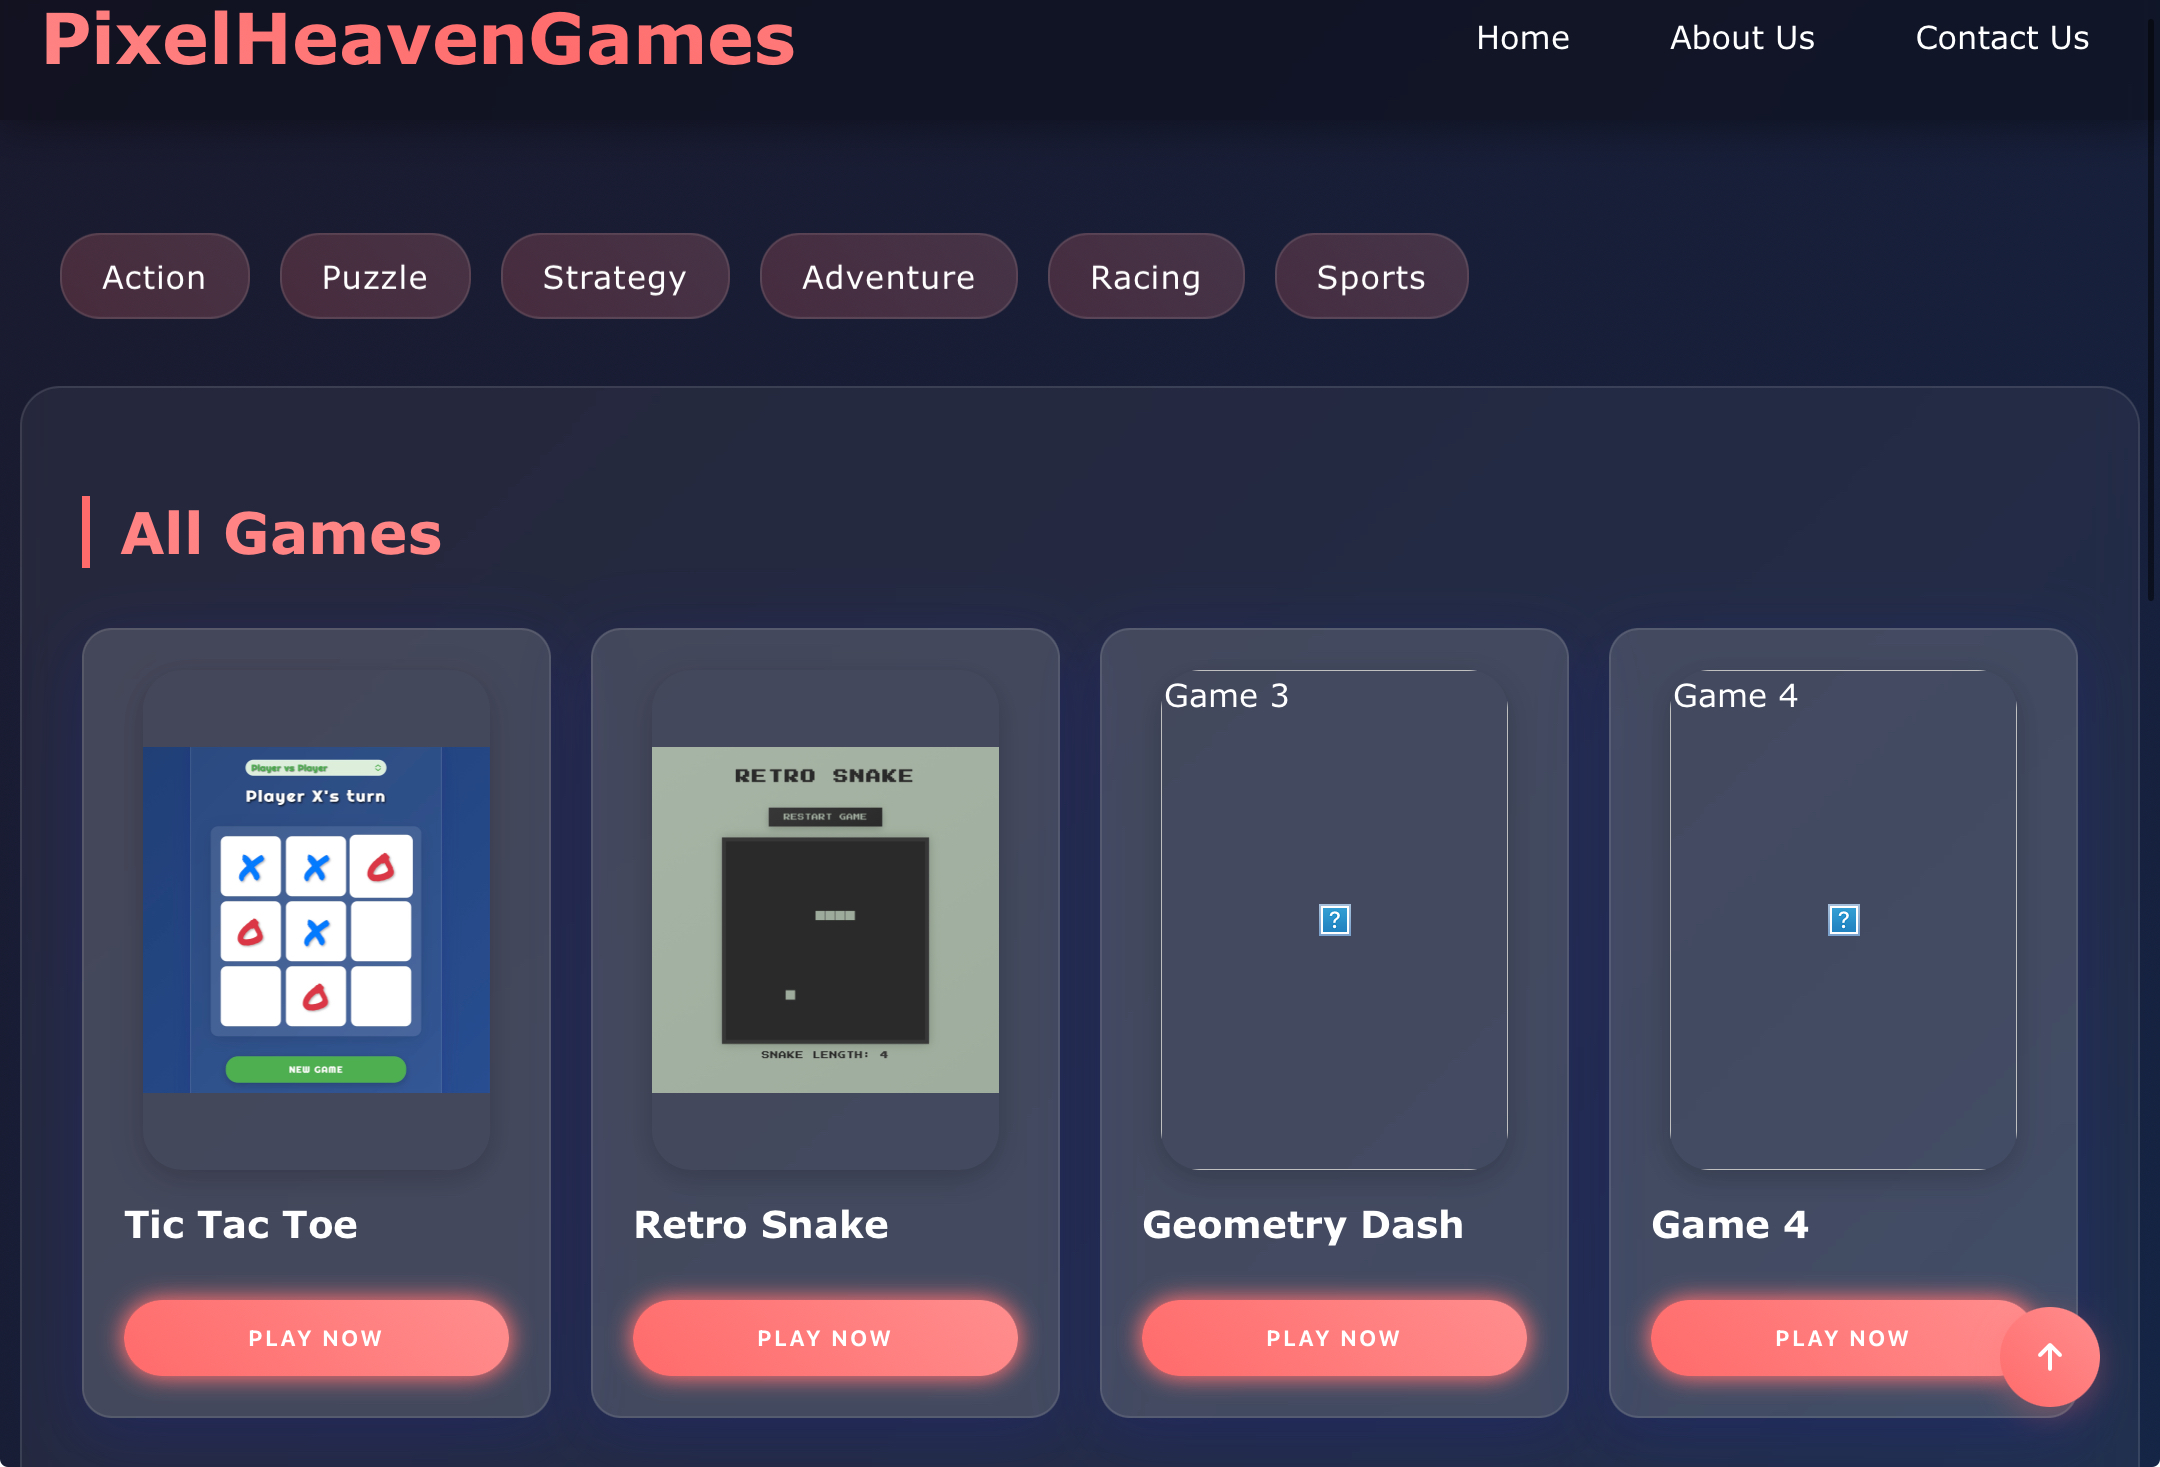 PixelHeavenGames
Home About Us Contact Us
Action Puzzle Strategy Adventure Racing Sports
All Games
Player vs Player
Player X's turn
X X O
O X
O
NEW GAME
RETRO SNAKE
RESTART GAME
SNAKE LENGTH: 4
Game 3
?
Game 4
?
Tic Tac Toe
Retro Snake
Geometry Dash
Game 4
PLAY NOW
PLAY NOW
PLAY NOW
PLAY NOW